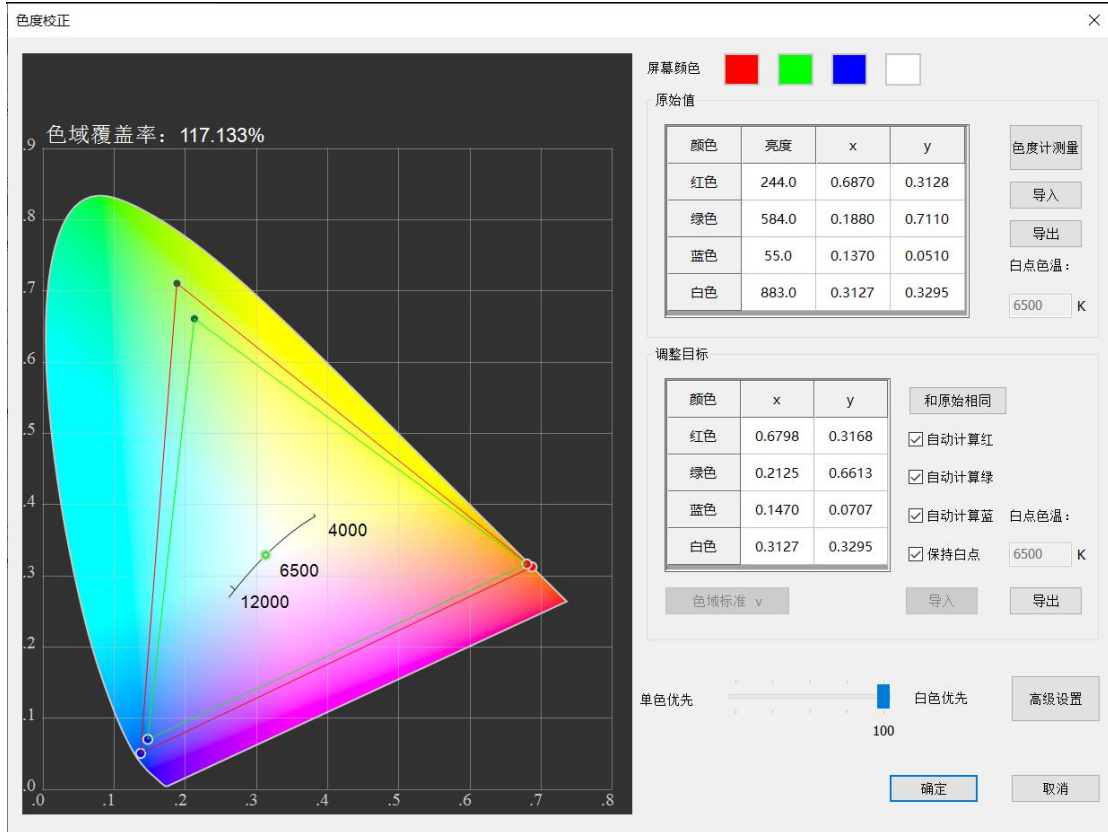 色度校正
色域覆盖率：117.133%
.9
.8
.7
.6
.5
.4
.3
.2
.1
.0
4000
6500
12000
.0 .1 .2 .3 .4 .5 .6 .7 .8
屏幕颜色
原始值
颜色 亮度 x y
红色 244.0 0.6870 0.3128
绿色 584.0 0.1880 0.7110
蓝色 55.0 0.1370 0.0510
白色 883.0 0.3127 0.3295
色度计测量
导入
导出
白点色温：
6500 K
调整目标
颜色 x y
红色 0.6798 0.3168
绿色 0.2125 0.6613
蓝色 0.1470 0.0707
白色 0.3127 0.3295
和原始相同
自动计算红
自动计算绿
自动计算蓝 白点色温：
保持白点 6500 K
色域标准 v 导入 导出
单色优先 白色优先 高级设置
100
确定 取消